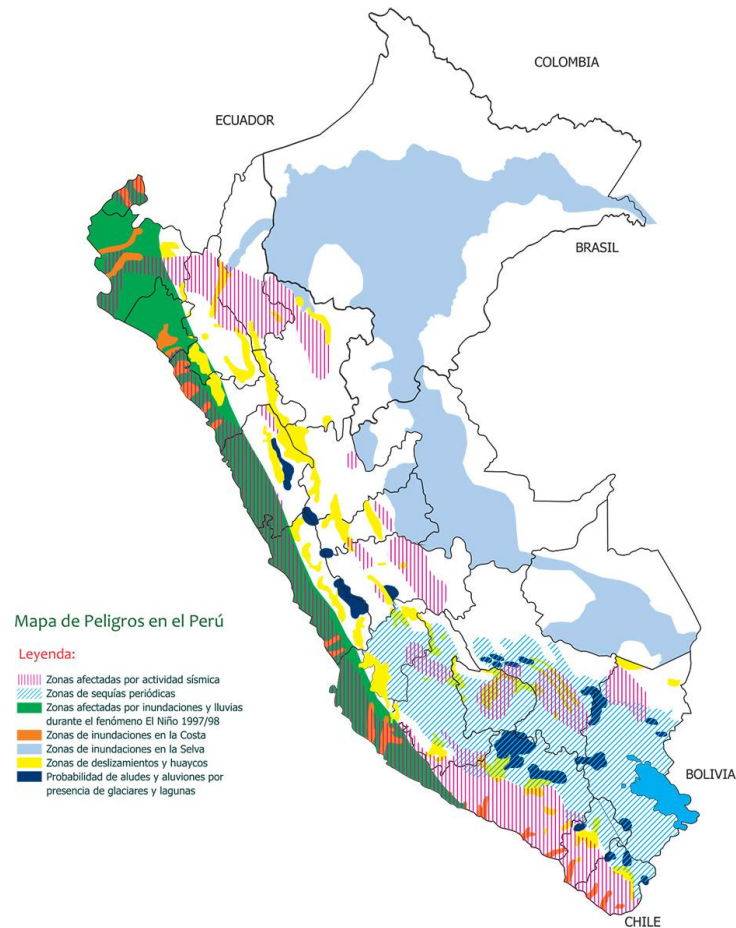 COLOMBIA
ECUADOR
BRASIL
Mapa de Peligros en el Perú
Leyenda:
Zonas afectadas por actividad sísmica
Zonas de sequías periódicas
Zonas afectadas por inundaciones y lluvias
durante el fenómeno El Niño 1997/98
Zonas de inundaciones en la Costa
Zonas de inundaciones en la Selva
Zonas de deslizamientos y huaycos
Probabilidad de aludes y aluviones por
presencia de glaciares y lagunas
BOLIVIA
CHILE